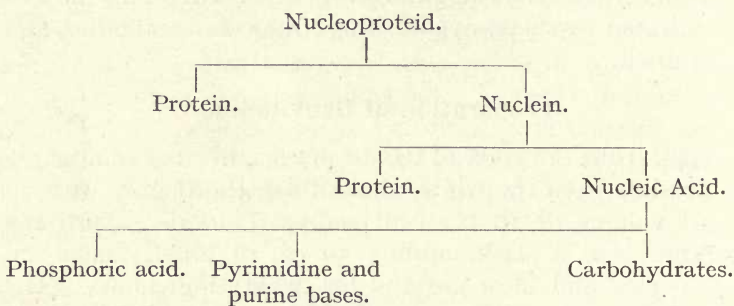 Nucleoproteid.
Protein. Nuclein.
Protein. Nucleic Acid.
Phosphoric acid. Pyrimidine and Carbohydrates.
purine bases.